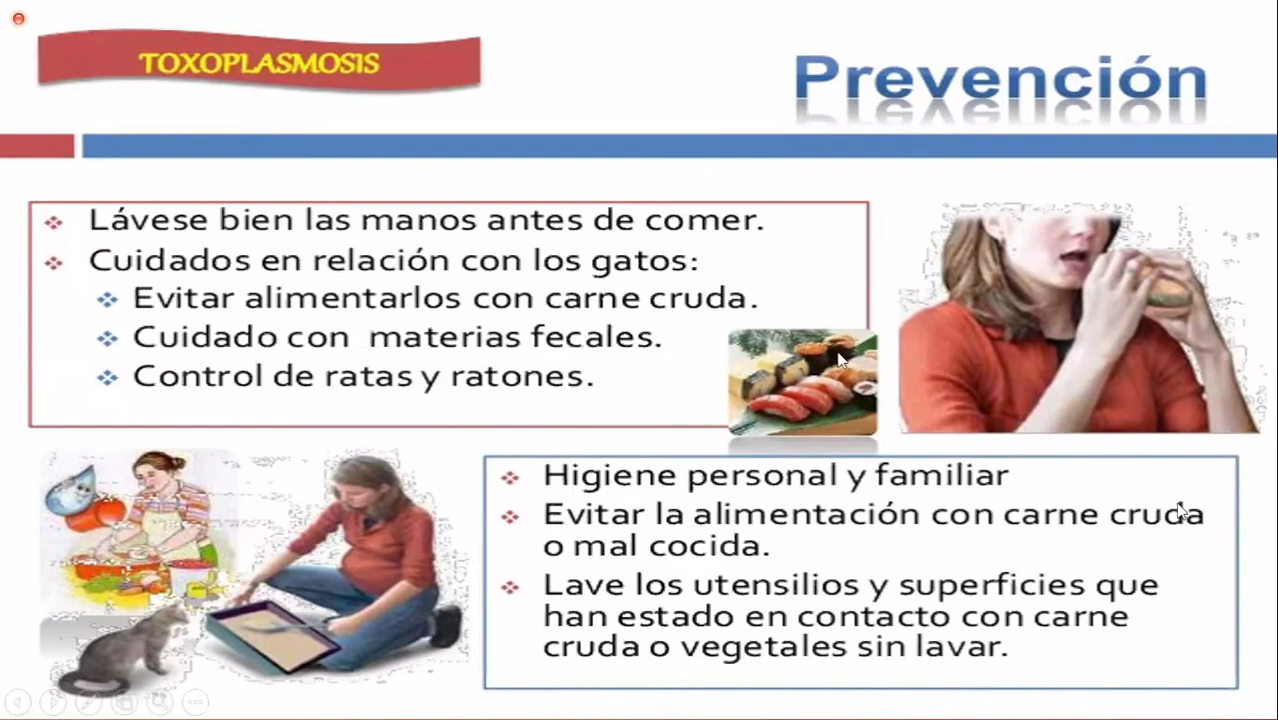 TOXOPLASMOSIS
Prevención
Lávese bien las manos antes de comer.
Cuidados en relación con los gatos:
Evitar alimentarlos con carne cruda.
Cuidado con materias fecales.
Control de ratas y ratones.
Higiene personal y familiar
Evitar la alimentación con carne cruda
o mal cocida.
Lave los utensilios y superficies que
han estado en contacto con carne
cruda o vegetales sin lavar.